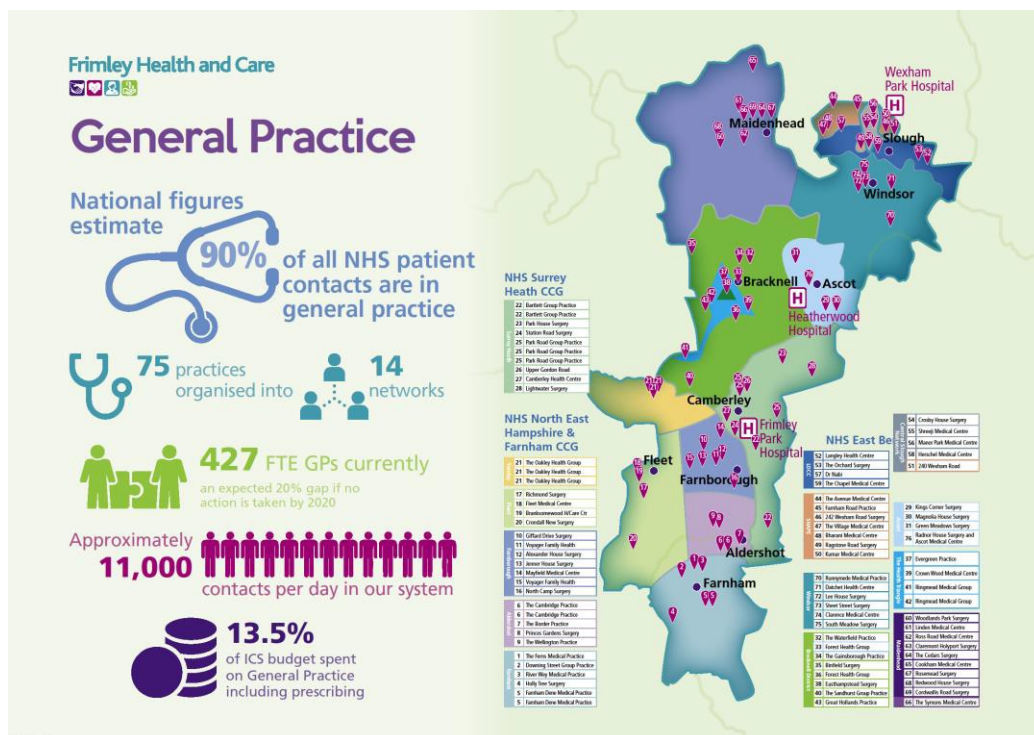 Frimley Health and Care
General Practice
National figures
estimate
90%
of all NHS patient
contacts are in
general practice
75 practices
organised into
14
networks
427 FTE GPs currently
an expected 20% gap if no
action is taken by 2020
Approximately
11,000
contacts per day in our system
13.5%
of ICS budget spent
on General Practice
including prescribing
Wexham
Park Hospital
H
Maidenhead
Slough
Windsor
Bracknell
Ascot
H
Heatherwood
Hospital
Camberley
H
Frimley
Park
Hospital
Fleet
Farnborough
Aldershot
Farnham
NHS Surrey
Heath CCG
22 Bartlett Group Practice
22 Bartlett Group Practice
23 Park House Surgery
24 Station Road Surgery
25 Park Road Group Practice
25 Park Road Group Practice
25 Park Road Group Practice
26 Upper Gordon Road
27 Camberley Health Centre
28 Lightwater Surgery
NHS North East
Hampshire &
Farnham CCG
21 The Oakley Health Group
21 The Oakley Health Group
21 The Oakley Health Group
17 Richmond Surgery
18 Fleet Medical Centre
19 Branksomewood H/Care Ctr
20 Crondall New Surgery
Farnborough
10 Giffard Drive Surgery
11 Voyager Family Health
12 Alexander House Surgery
13 Jenner House Surgery
14 Mayfield Medical Centre
15 Voyager Family Health
16 North Camp Surgery
Aldershot
6 The Cambridge Practice
6 The Cambridge Practice
7 The Border Practice
8 Princes Gardens Surgery
9 The Wellington Practice
Farnham
1 The Ferns Medical Practice
2 Downing Street Group Practice
3 River Wey Medical Practice
4 Holly Tree Surgery
5 Farnham Dene Medical Practice
5 Farnham Dene Medical Practice
NHS East Be
52 Langley Health Centre
53 The Orchard Surgery
57 Dr Nabi
59 The Chapel Medical Centre
44 The Avenue Medical Centre
45 Farnham Road Practice
46 242 Wexham Road Surgery
47 The Village Medical Centre
48 Bharani Medical Centre
49 Ragstone Road Surgery
50 Kumar Medical Centre
Windsor
70 Runnymede Medical Practice
71 Datchet Health Centre
72 Lee House Surgery
73 Sheet Street Surgery
74 Clarence Medical Centre
75 South Meadow Surgery
Bracknell District
32 The Waterfield Practice
33 Forest Health Group
34 The Gainsborough Practice
35 Binfield Surgery
36 Forest Health Group
38 Easthampstead Surgery
40 The Sandhurst Group Practice
43 Great Hollands Practice
54 Crosby House Surgery
55 Shreeji Medical Centre
56 Manor Park Medical Centre
58 Herschel Medical Centre
51 240 Wexham Road
29 Kings Corner Surgery
30 Magnolia House Surgery
31 Green Meadows Surgery
76 Radnor House Surgery and
Ascot Medical Centre
The Health Triangle
37 Evergreen Practice
39 Crown Wood Medical Centre
41 Ringmead Medical Group
42 Ringmead Medical Group
Maidenhead
60 Woodlands Park Surgery
61 Linden Medical Centre
62 Ross Road Medical Centre
63 Claremont Holyport Surgery
64 The Cedars Surgery
65 Cookham Medical Centre
67 Rosemead Surgery
68 Redwood House Surgery
69 Cordwallis Road Surgery
66 The Symons Medical Centre